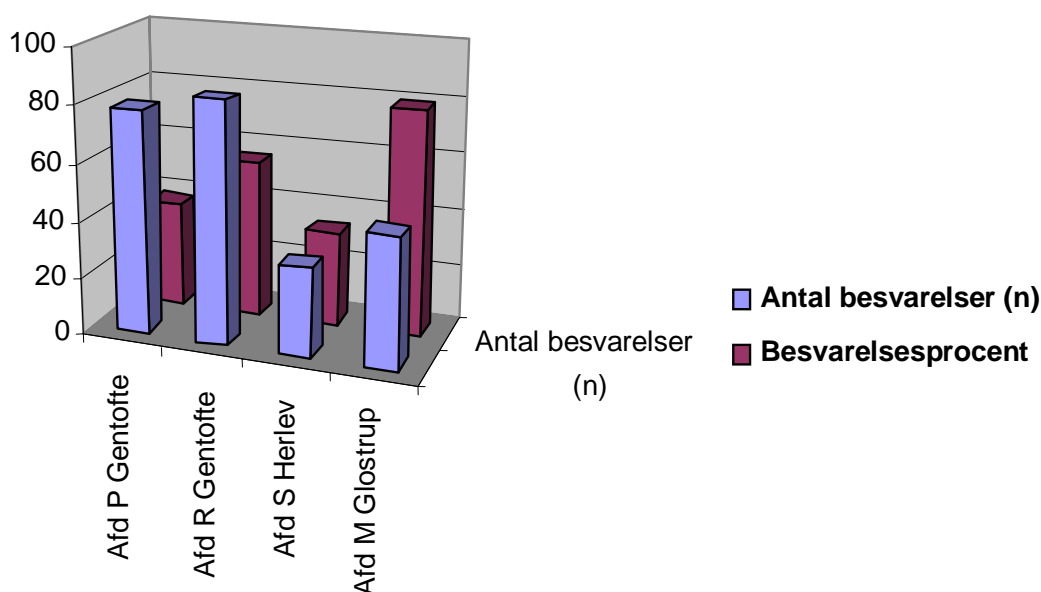 100
80
60
40
20
0
Afd P Gentofte
Afd R Gentofte
Afd S Herlev
Afd M Glostrup
Antal besvarelser
(n)
Antal besvarelser (n)
Besvarelsesprocent